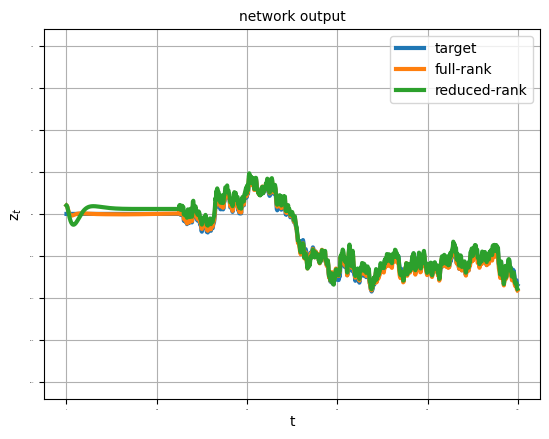 network output
target
full-rank
reduced-rank
z_t
t